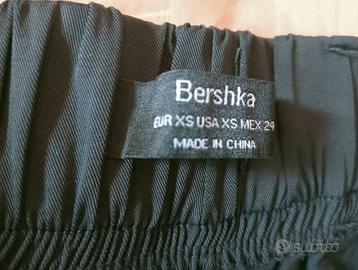 Bershka
EUR XS USA XS MEX 24
MADE IN CHINA
subito